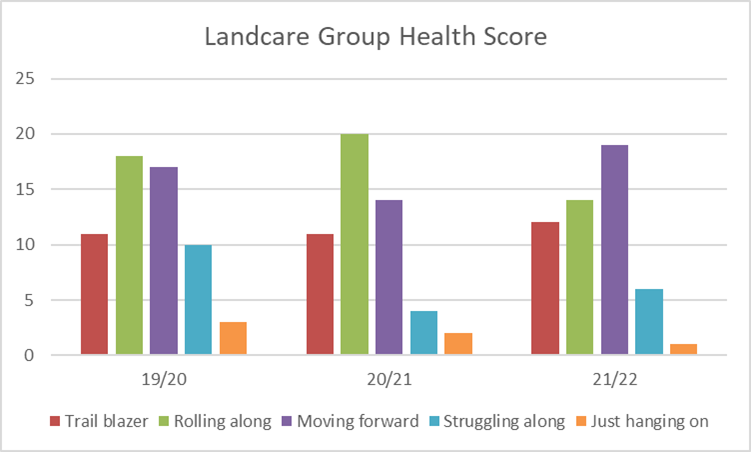 Landcare Group Health Score
25
20
15
10
5
0
19/20 20/21 21/22
Trail blazer Rolling along Moving forward Struggling along Just hanging on